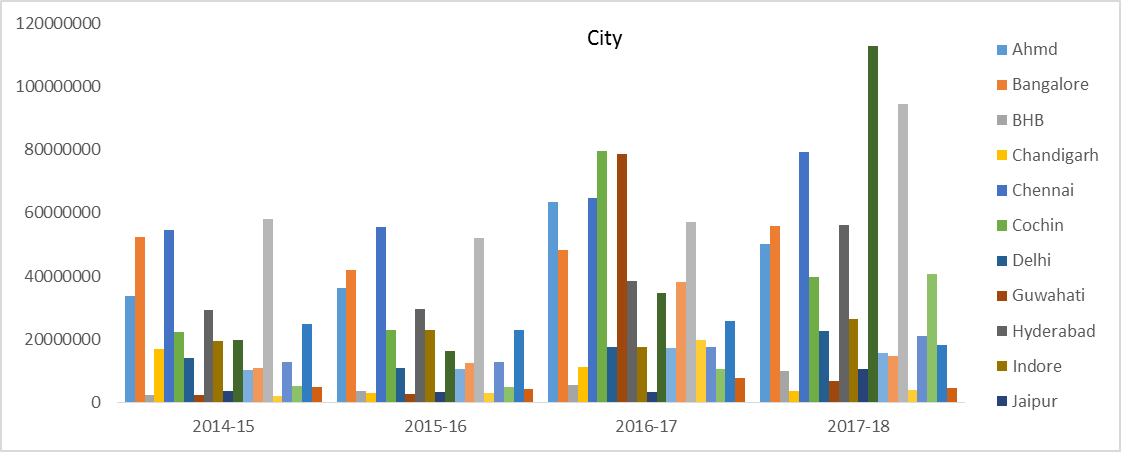 City
120000000
100000000
80000000
60000000
40000000
20000000
0
2014-15
2015-16
2016-17
2017-18
Ahmd
Bangalore
BHB
Chandigarh
Chennai
Cochin
Delhi
Guwahati
Hyderabad
Indore
Jaipur